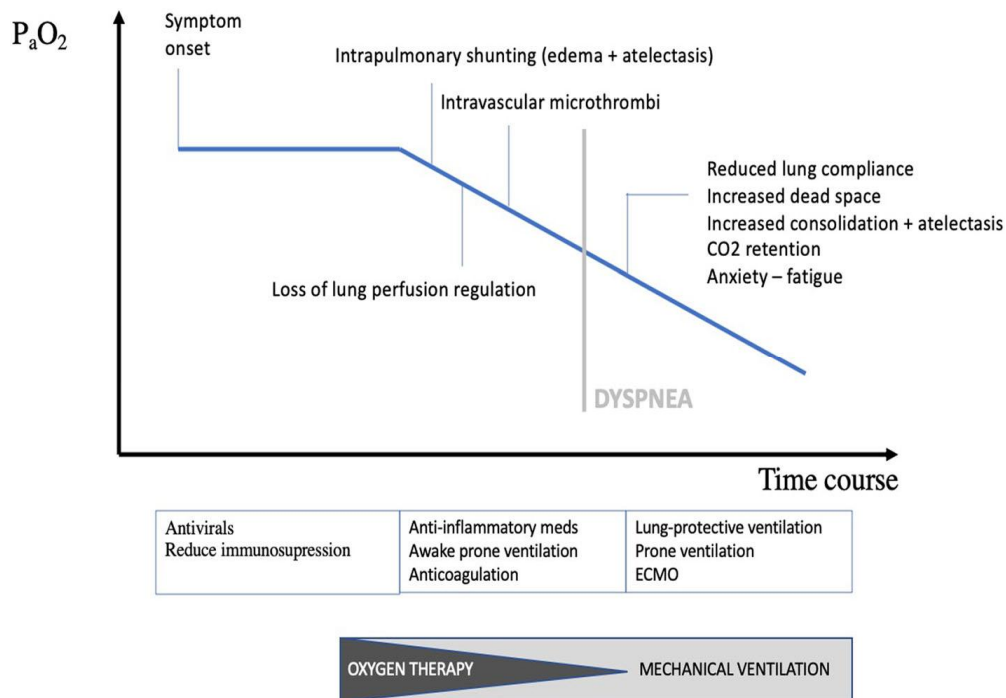 PaO2
Symptom
onset
Intrapulmonary shunting (edema + atelectasis)
Intravascular microthrombi
Loss of lung perfusion regulation
Reduced lung compliance
Increased dead space
Increased consolidation + atelectasis
CO2 retention
Anxiety – fatigue
DYSPNEA
Time course
Antivirals
Reduce immunosupression
Anti-inflammatory meds
Awake prone ventilation
Anticoagulation
Lung-protective ventilation
Prone ventilation
ECMO
OXYGEN THERAPY
MECHANICAL VENTILATION